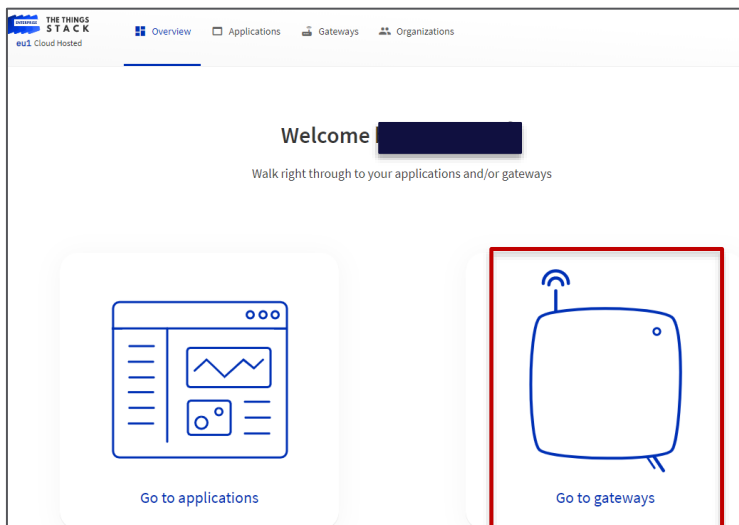 ENTERPRISE
THE THINGS
STACK
eu1 Cloud Hosted
Overview Applications Gateways Organizations
Welcome
Walk right through to your applications and/or gateways
Go to applications
Go to gateways